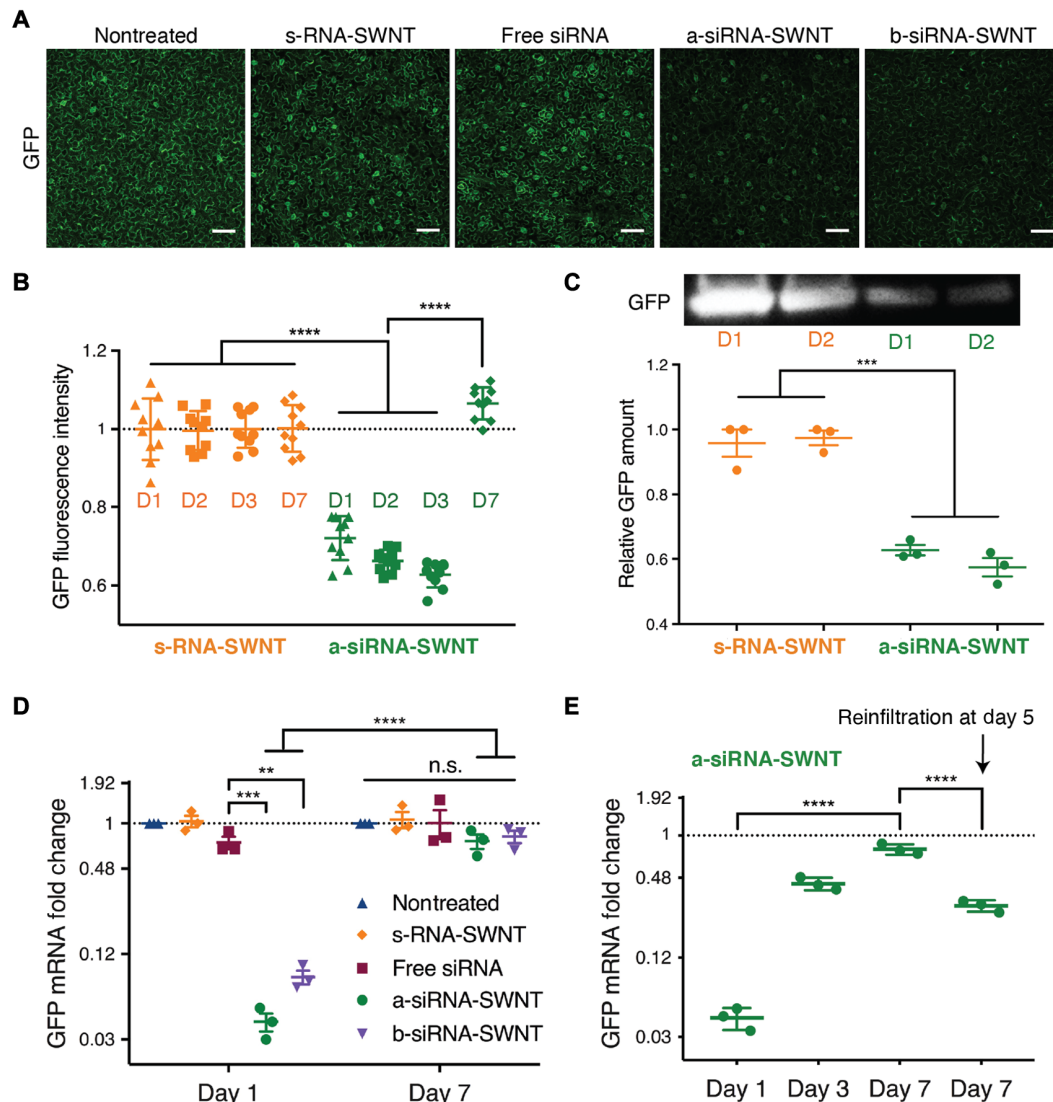 A
Nontreated
s-RNA-SWNT
Free siRNA
a-siRNA-SWNT
b-siRNA-SWNT
GFP
B
****
****
GFP fluorescence intensity
1.2
1
0.8
0.6
D1
D2
D3
D7
D1
D2
D3
D7
s-RNA-SWNT
a-siRNA-SWNT
C
GFP
D1
D2
D1
D2
***
Relative GFP amount
1.2
1.0
0.8
0.6
0.4
s-RNA-SWNT
a-siRNA-SWNT
D
****
**
***
n.s.
GFP mRNA fold change
1.92
1
0.48
0.12
0.03
Nontreated
s-RNA-SWNT
Free siRNA
a-siRNA-SWNT
b-siRNA-SWNT
Day 1
Day 7
E
Reinfiltration at day 5
a-siRNA-SWNT
****
****
GFP mRNA fold change
1.92
1
0.48
0.12
0.03
Day 1
Day 3
Day 7
Day 7